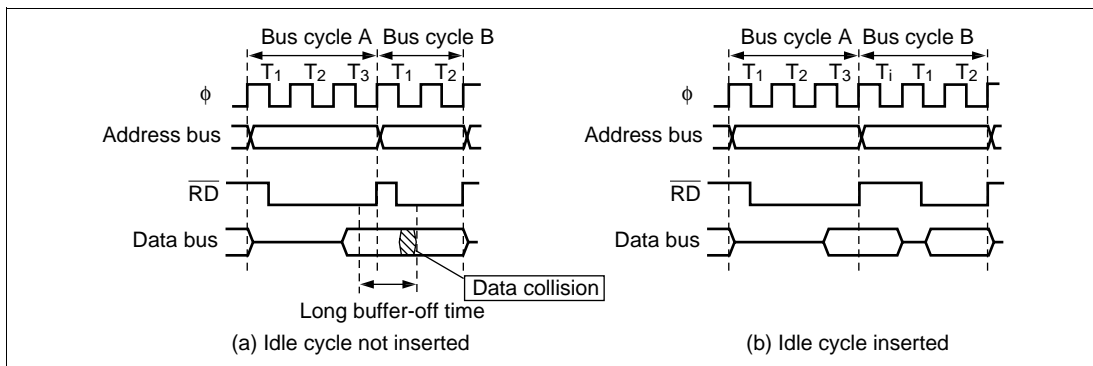 Bus cycle A Bus cycle B
T1 T2 T3 T1 T2
φ
Address bus
RD
Data bus
Data collision
Long buffer-off time
(a) Idle cycle not inserted
Bus cycle A Bus cycle B
T1 T2 T3 Ti T1 T2
φ
Address bus
RD
Data bus
(b) Idle cycle inserted